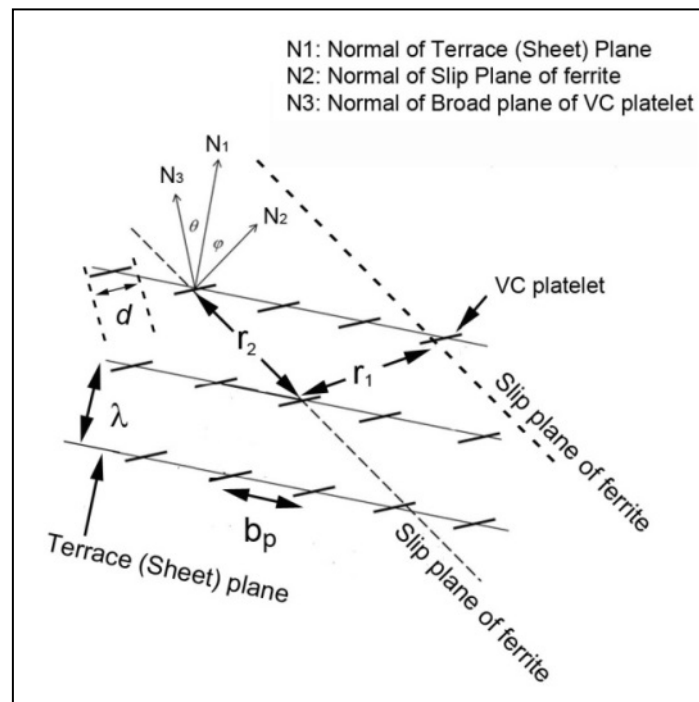 N1: Normal of Terrace (Sheet) Plane
N2: Normal of Slip Plane of ferrite
N3: Normal of Broad plane of VC platelet
N1
N3
N2
θ
φ
VC platelet
d
r2
r1
λ
bp
Slip plane of ferrite
Slip plane of ferrite
Terrace (Sheet) plane